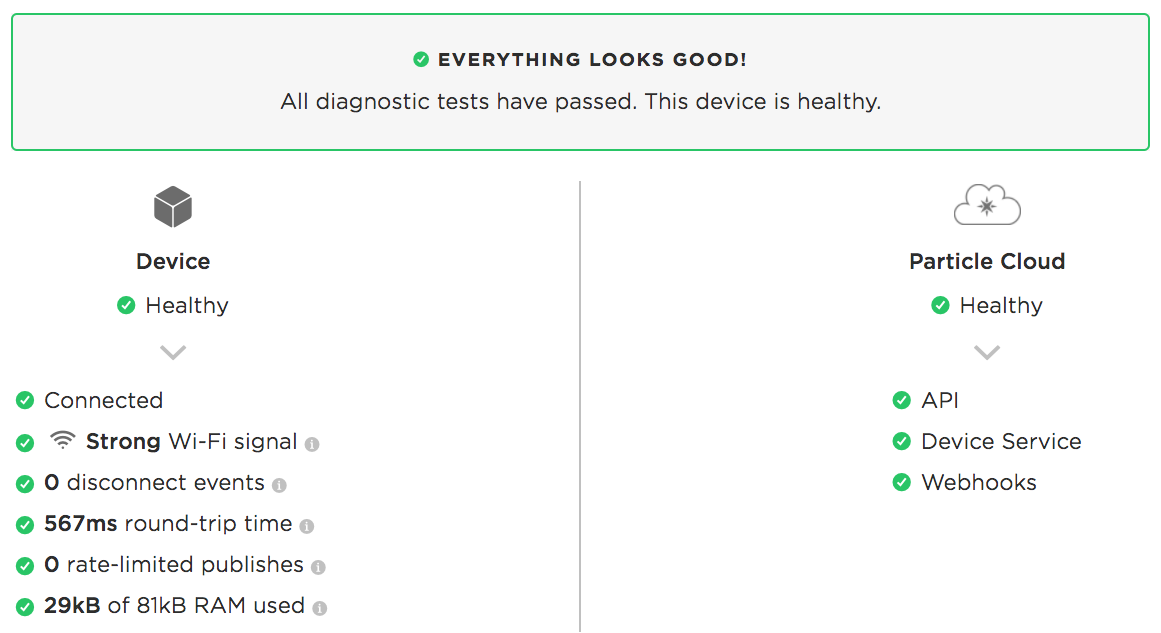 EVERYTHING LOOKS GOOD!
All diagnostic tests have passed. This device is healthy.
Device
Healthy
Connected
Strong Wi-Fi signal
0 disconnect events
567ms round-trip time
0 rate-limited publishes
29kB of 81kB RAM used
Particle Cloud
Healthy
API
Device Service
Webhooks